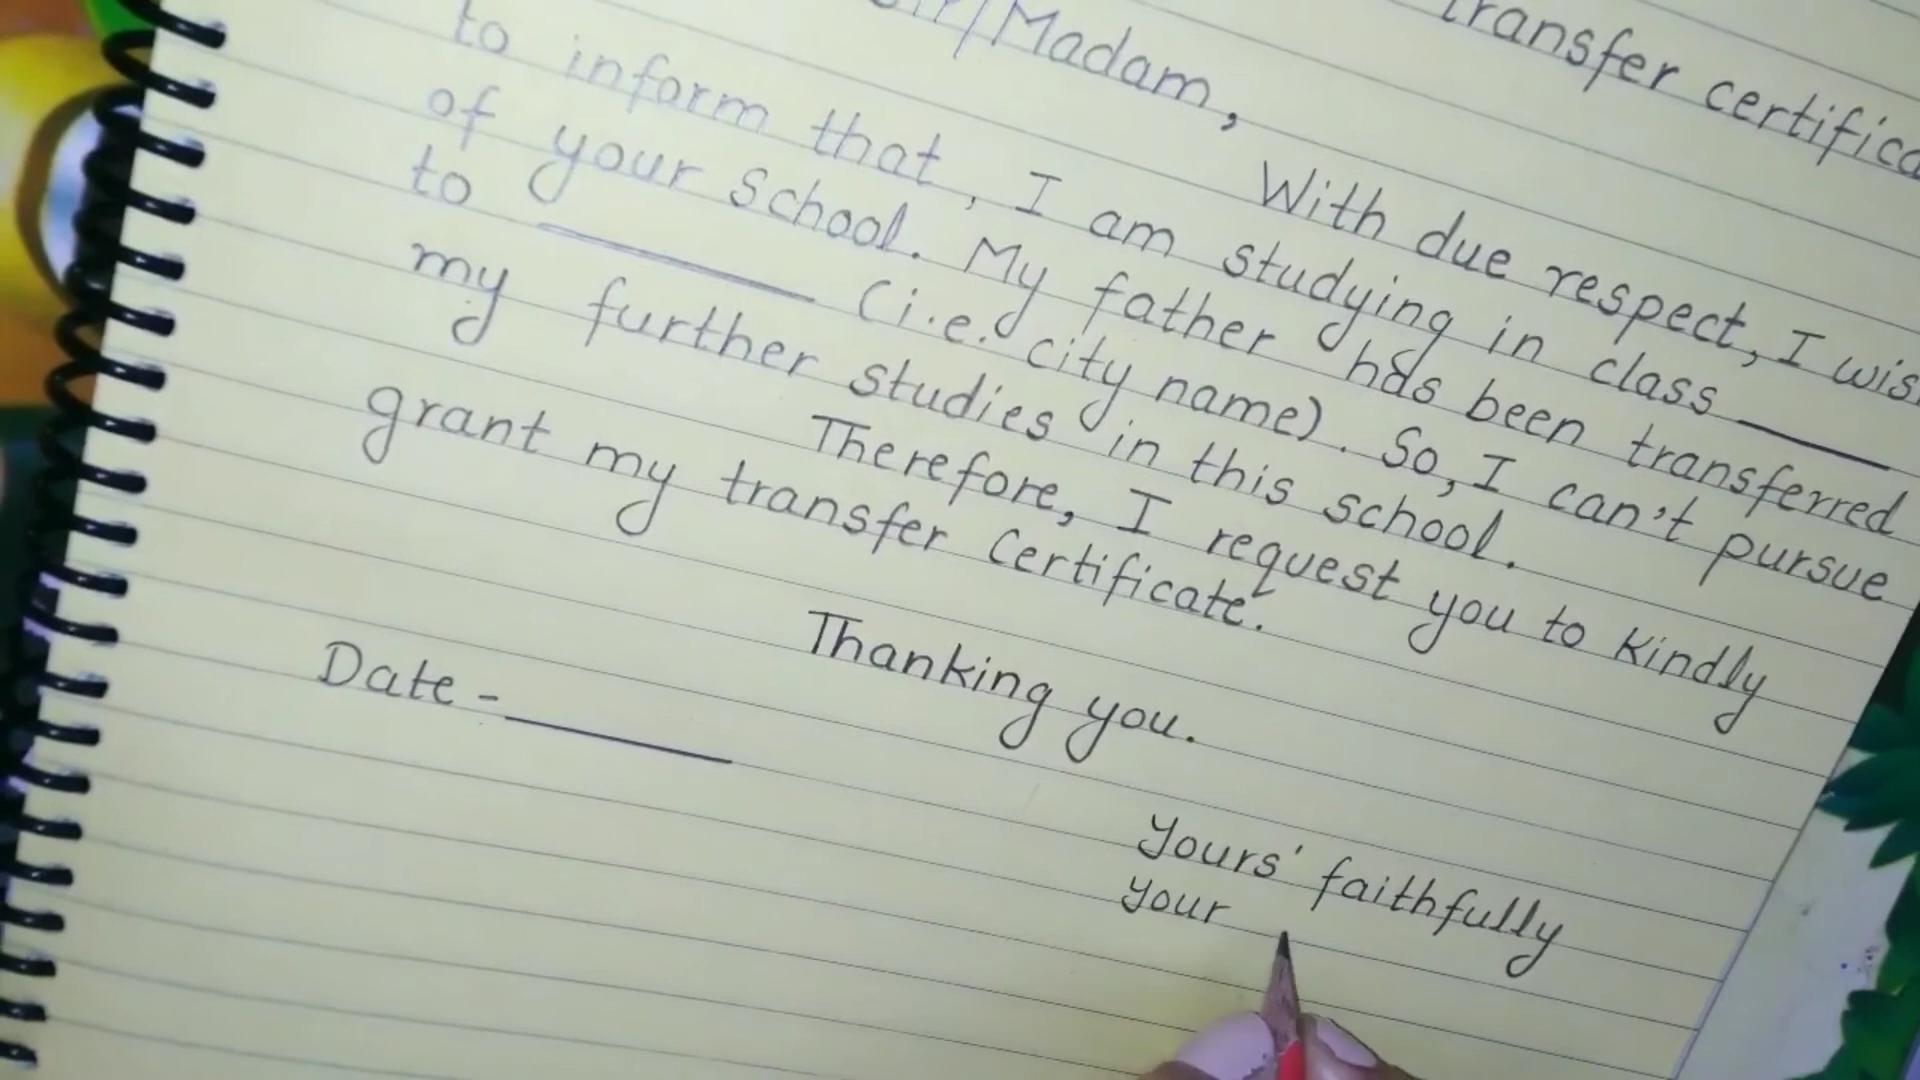 transfer
Madam,
With due respect, I
to inform that, I am studying in class
of your School. My father has been transferred
to (i.e. city name). So, I can't pursue
my further studies in this school.
Therefore, I request you to kindly
grant my transfer Certificate.
Thanking you.
Date -
Yours' faithfully
your